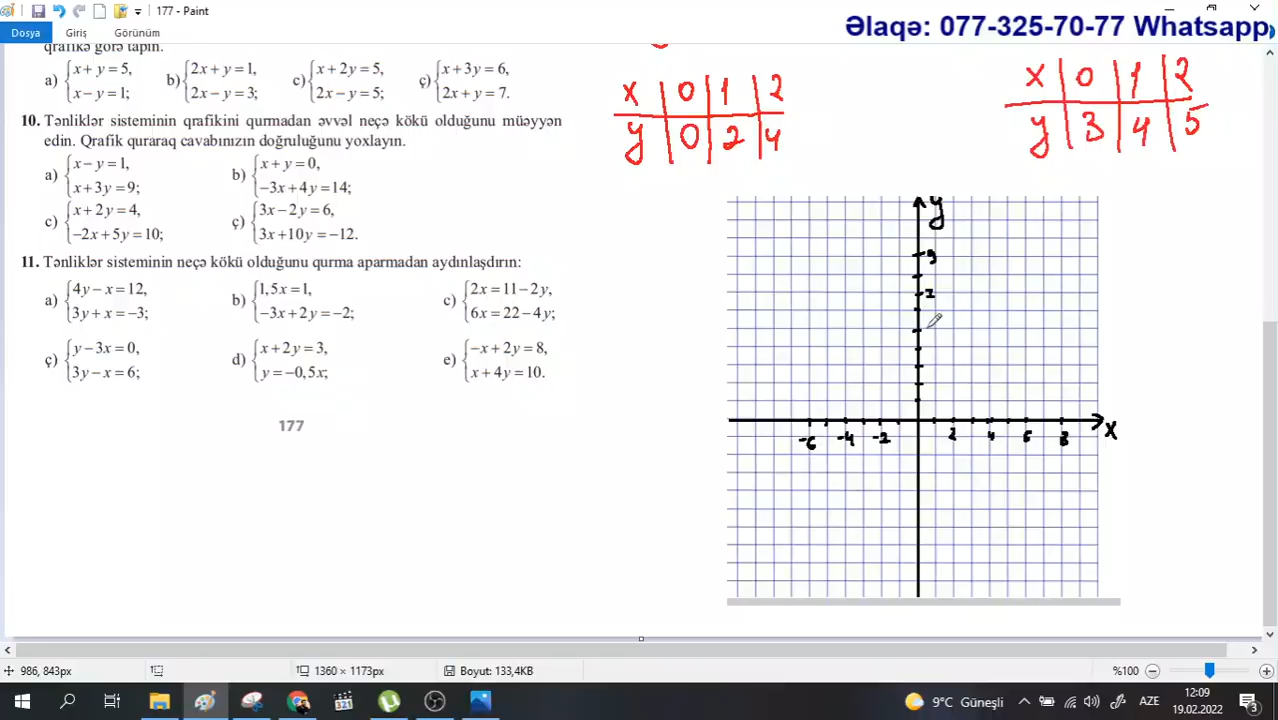 177 - Paint
Əlaqə: 077-325-70-77 Whatsapp
Dosya Giriş Görünüm
qrafikə görə tapın.
a) {x + y = 5, b) {2x + y = 1, c) {x + 2y = 5, ç) {x + 3y = 6,
x − y = 1; 2x − y = 3; 2x − y = 5; 2x + y = 7.
10. Tənliklər sisteminin qrafikini qurmadan əvvəl neçə kökü olduğunu müəyyən
edin. Qrafik quraraq cavabınızın doğruluğunu yoxlayın.
a) {x − y = 1, b) {x + y = 0,
x + 3y = 9; −3x + 4y = 14;
c) {x + 2y = 4, ç) {3x − 2y = 6,
−2x + 5y = 10; 3x + 10y = −12.
11. Tənliklər sisteminin neçə kökü olduğunu qurma aparmadan aydınlaşdırın:
a) {4y − x = 12, b) {1,5x = 1, c) {2x = 11 − 2y,
3y + x = −3; −3x + 2y = −2; 6x = 22 − 4y;
ç) {y − 3x = 0, d) {x + 2y = 3, e) {−x + 2y = 8,
3y − x = 6; y = −0,5x; x + 4y = 10.
177
x 0 1 2
y 0 2 4
x 0 1 2
y 3 4 5
y
9
7
-6 -4 -2 2 4 6 8 x
986, 843px 1360 × 1173px Boyut: 133,4KB %100
9°C Güneşli AZE 12:09
19.02.2022 3